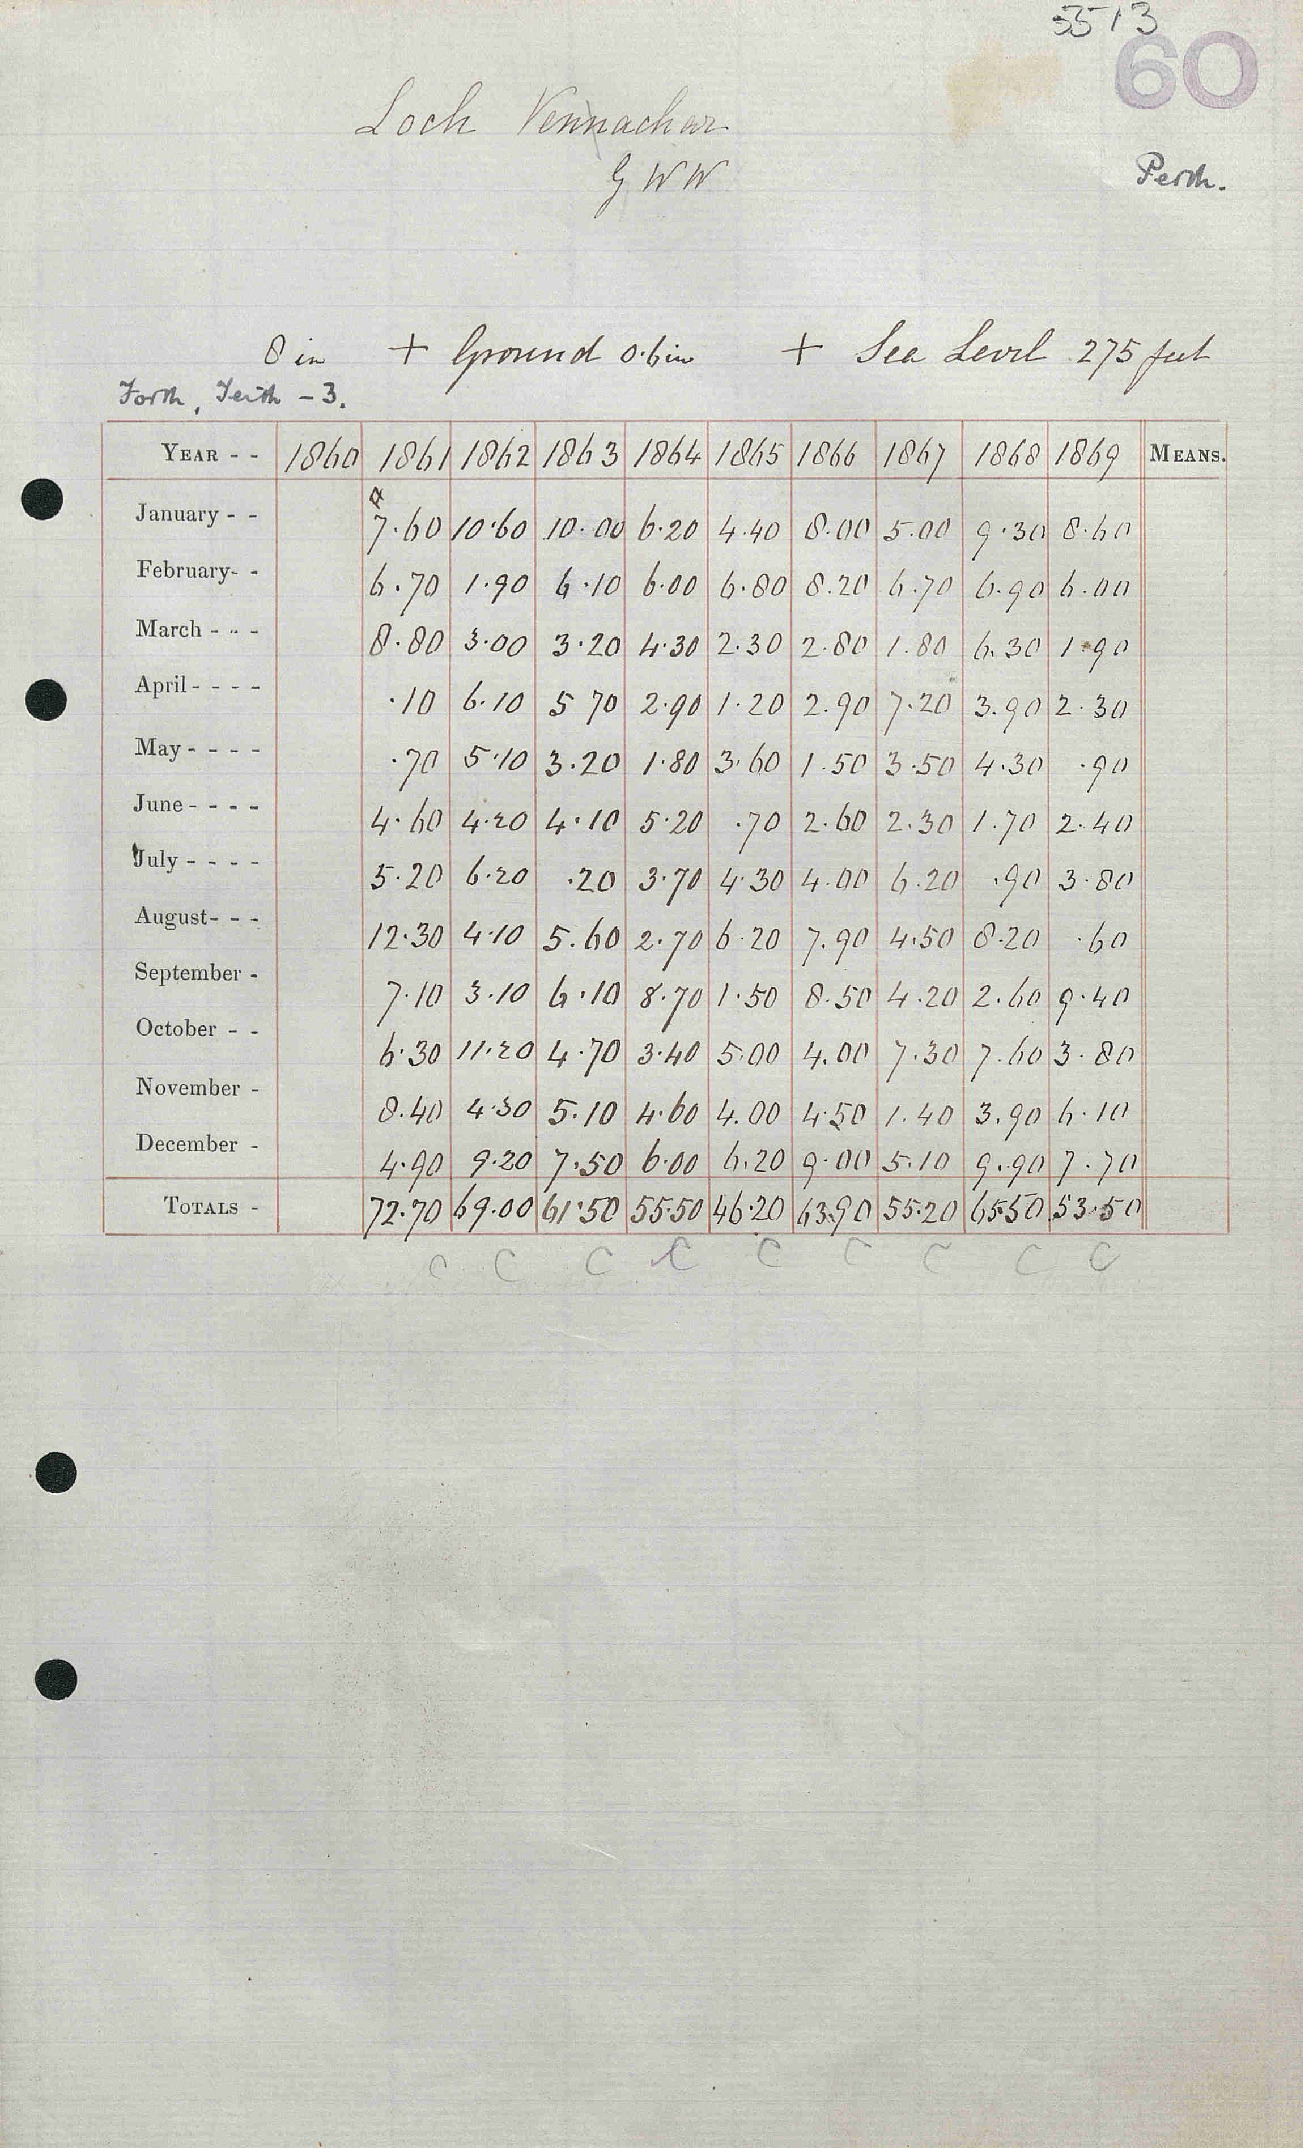 5513
60
Loch Vennachar
G W W
Perth.
8 in + Ground 0.6 in + Sea Level 275 feet
Forth, Teith - 3.
YEAR - - 1860 1861 1862 1863 1864 1865 1866 1867 1868 1869 MEANS.
January - - 7.60 10.60 10.00 6.20 4.40 8.00 5.00 9.30 8.60
February- - 6.70 1.90 6.10 6.00 6.80 8.20 6.70 6.90 6.00
March - - - 8.80 3.00 3.20 4.30 2.30 2.80 1.80 6.30 1.90
April - - - - .10 6.10 5 70 2.90 1.20 2.90 7.20 3.90 2.30
May - - - - .70 5.10 3.20 1.80 3.60 1.50 3.50 4.30 .90
June - - - - 4.60 4.20 4.10 5.20 .70 2.60 2.30 1.70 2.40
July - - - - 5.20 6.20 .20 3.70 4.30 4.00 6.20 .90 3.80
August- - - 12.30 4.10 5.60 2.70 6.20 7.90 4.50 8.20 .60
September - 7.10 3.10 6.10 8.70 1.50 8.50 4.20 2.60 9.40
October - - 6.30 11.20 4.70 3.40 5.00 4.00 7.30 7.60 3.80
November - 8.40 4.30 5.10 4.60 4.00 4.50 1.40 3.90 6.10
December - 4.90 9.20 7.50 6.00 6.20 9.00 5.10 9.90 7.70
TOTALS - 72.70 69.00 61.50 55.50 46.20 63.90 55.20 65.50 53.50
C C C C C C C C C